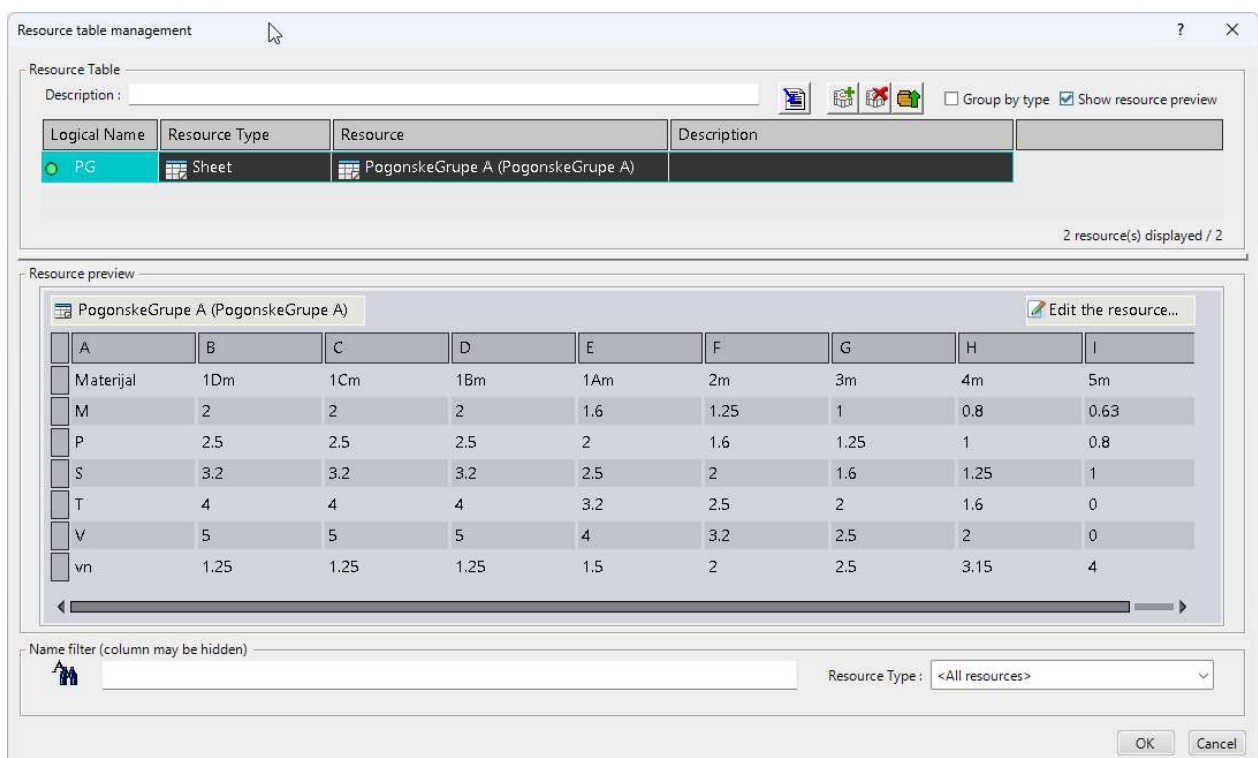 Resource table management ?
Resource Table
Description :
Group by type Show resource preview
Logical Name Resource Type Resource Description
PG Sheet PogonskeGrupe A (PogonskeGrupe A)
2 resource(s) displayed / 2
Resource preview
PogonskeGrupe A (PogonskeGrupe A) Edit the resource...
A B C D E F G H I
Materijal 1Dm 1Cm 1Bm 1Am 2m 3m 4m 5m
M 2 2 2 1.6 1.25 1 0.8 0.63
P 2.5 2.5 2.5 2 1.6 1.25 1 0.8
S 3.2 3.2 3.2 2.5 2 1.6 1.25 1
T 4 4 4 3.2 2.5 2 1.6 0
V 5 5 5 4 3.2 2.5 2 0
vn 1.25 1.25 1.25 1.5 2 2.5 3.15 4
Name filter (column may be hidden)
A
Resource Type : <All resources>
OK Cancel